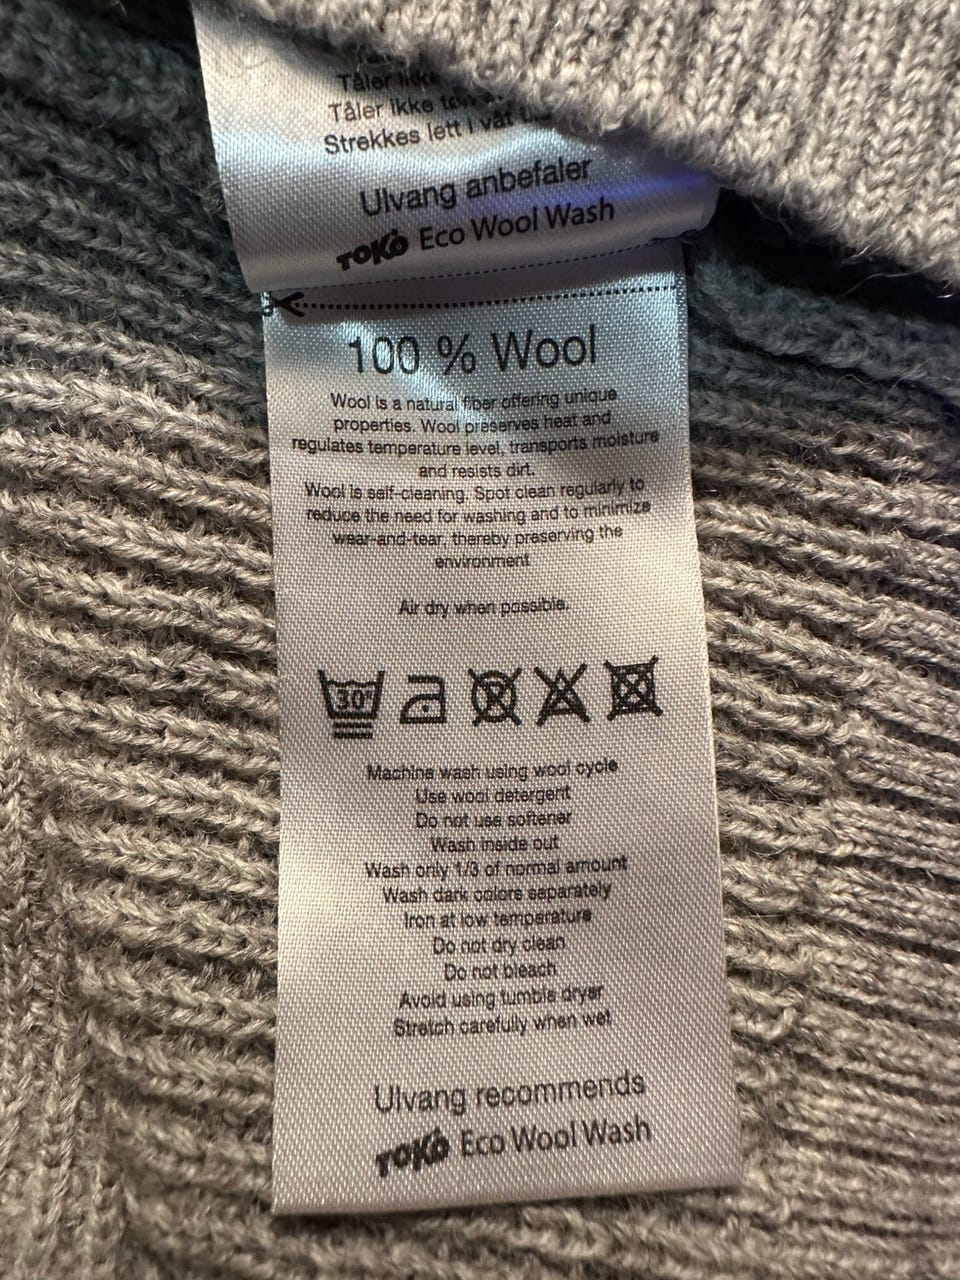 Tåler ikke
Tåler ikke
Strekkes lett i våt
Ulvang anbefaler
TOKO Eco Wool Wash
100 % Wool
Wool is a natural fiber offering unique
properties. Wool preserves heat and
regulates temperature level, transports moisture
and resists dirt.
Wool is self-cleaning. Spot clean regularly to
reduce the need for washing and to minimize
wear-and-tear, thereby preserving the
environment
Air dry when possible.
30°
Machine wash using wool cycle
Use wool detergent
Do not use softener
Wash inside out
Wash only 1/3 of normal amount
Wash dark colors separately
Iron at low temperature
Do not dry clean
Do not bleach
Avoid using tumble dryer
Stretch carefully when wet
Ulvang recommends
TOKO Eco Wool Wash